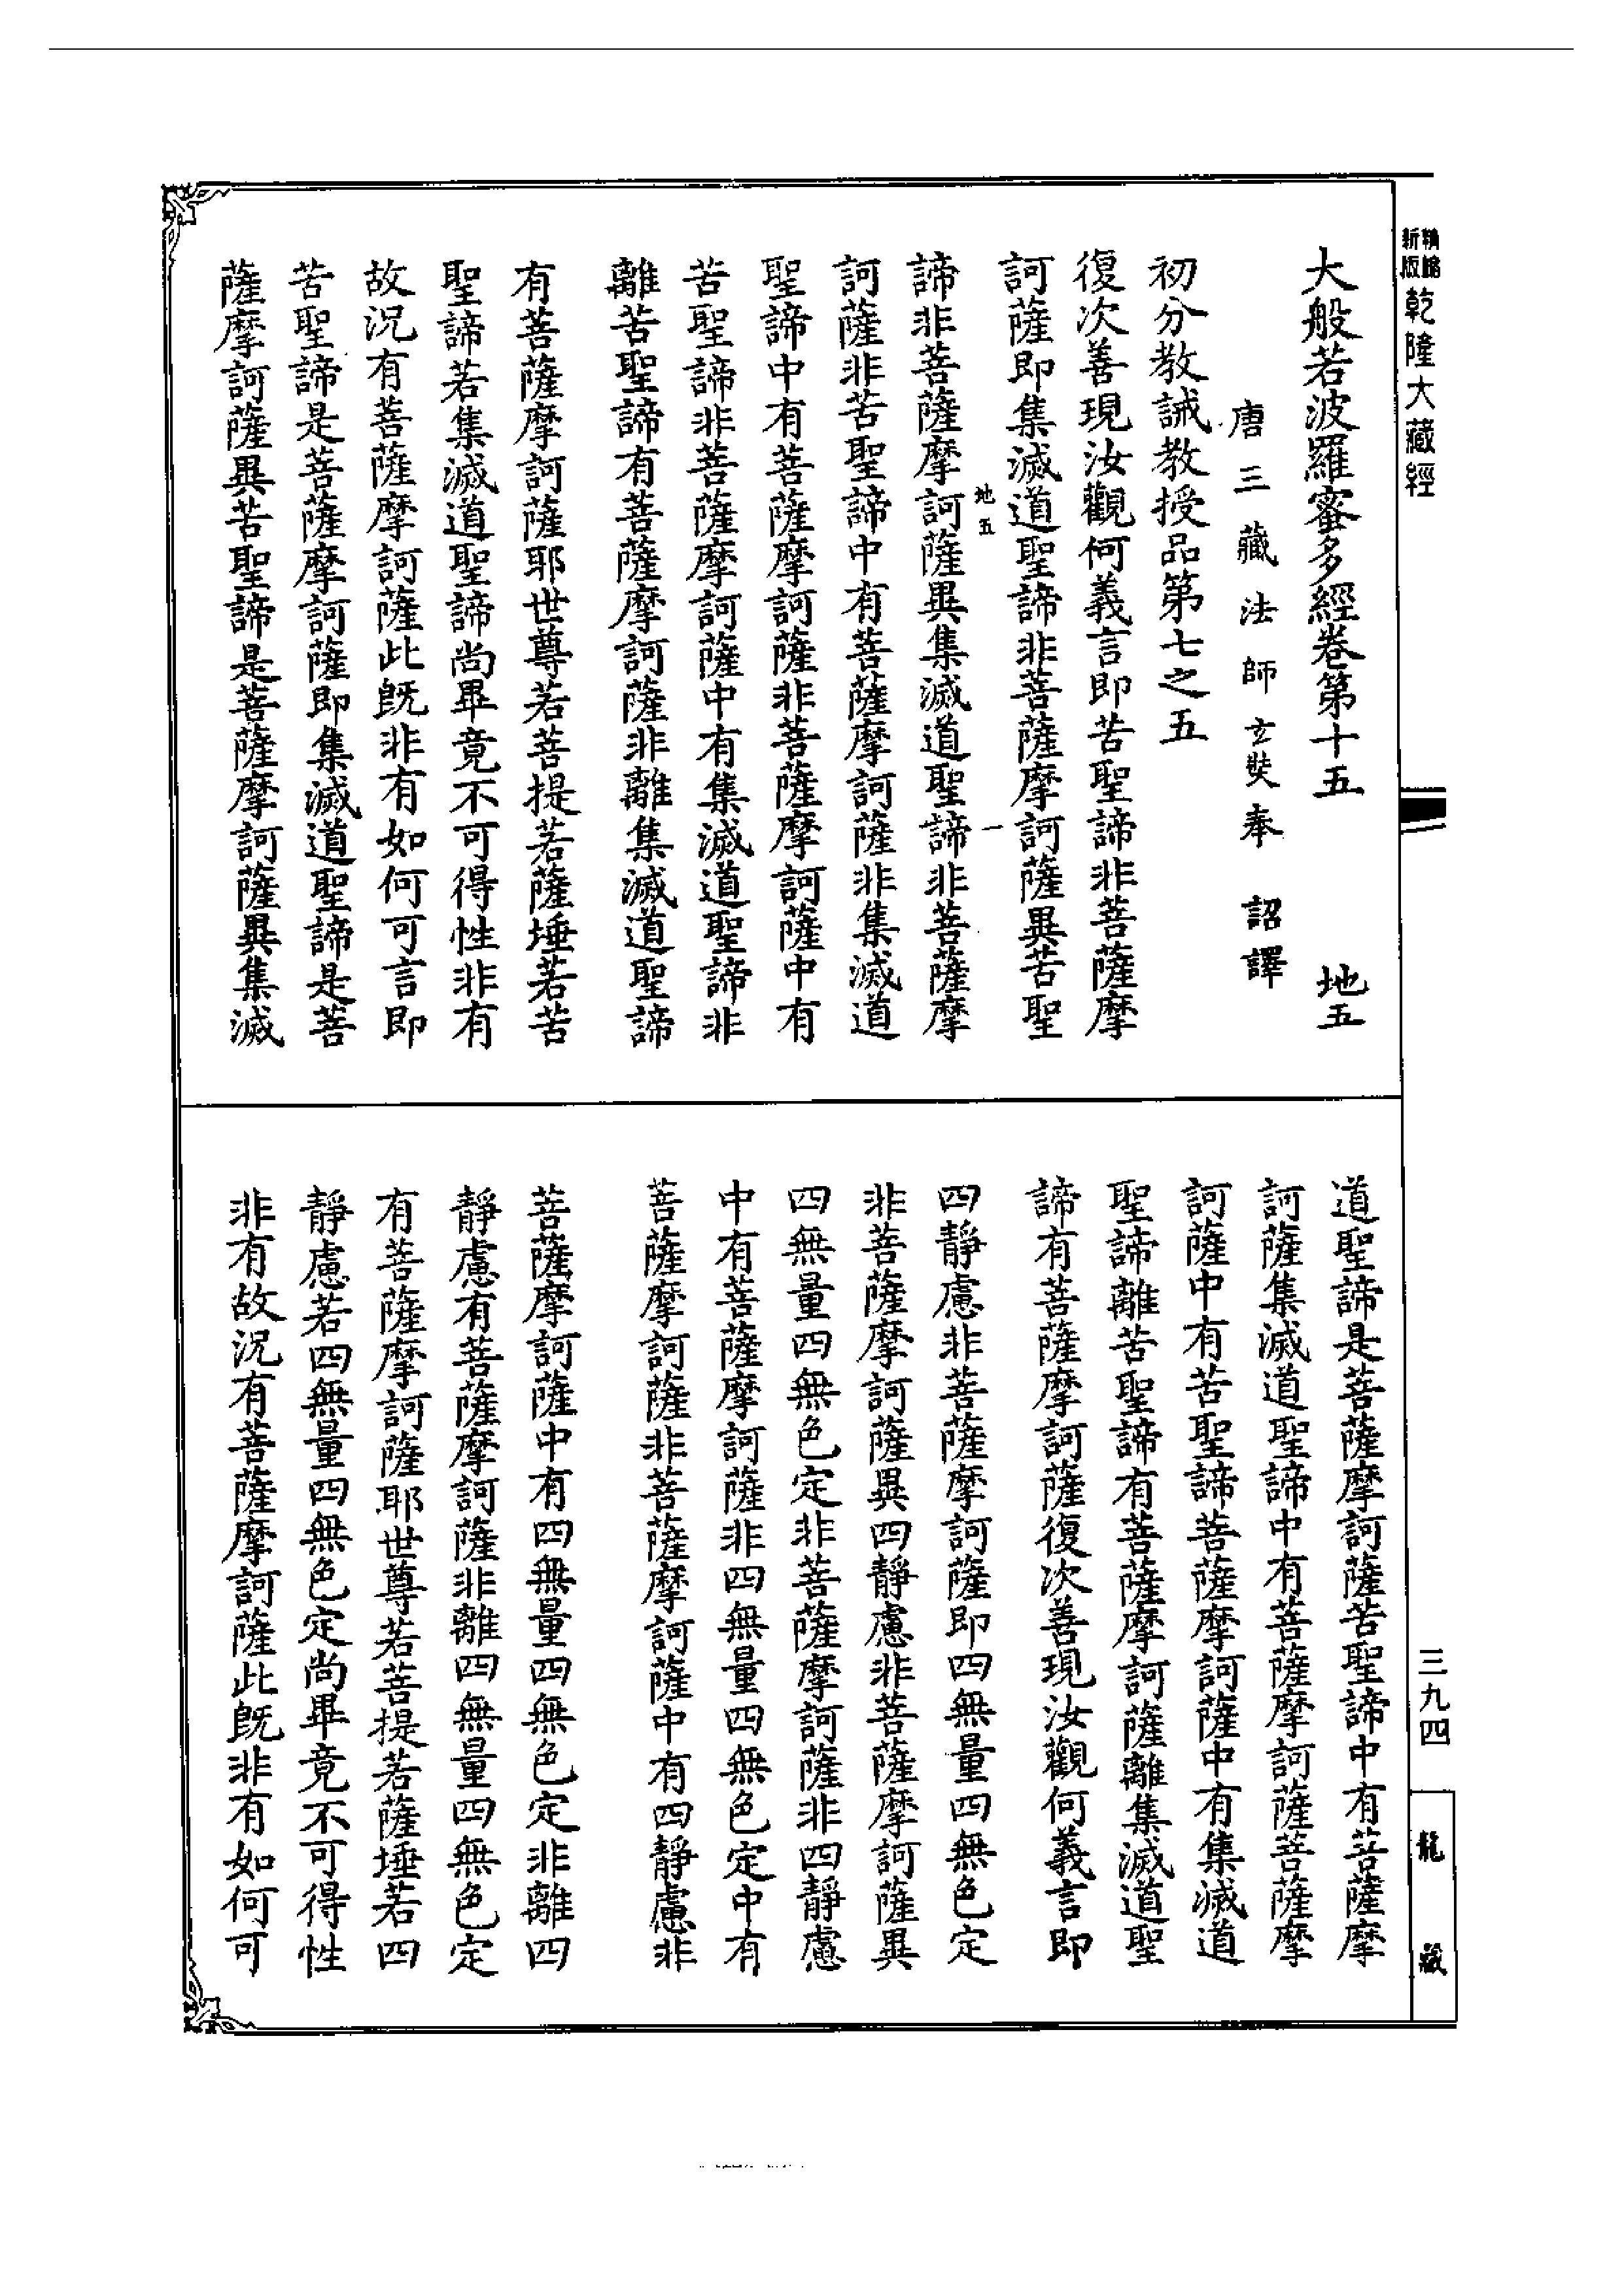 精縮新版乾隆大藏經
大般若波羅蜜多經卷第十五 地五
唐三藏法師玄奘奉 詔譯
初分教誡教授品第七之五
復次善現汝觀何義言即苦聖諦非菩薩摩
訶薩即集滅道聖諦非菩薩摩訶薩異苦聖
地五 一
諦非菩薩摩訶薩異集滅道聖諦非菩薩摩
訶薩非苦聖諦中有菩薩摩訶薩非集滅道
聖諦中有菩薩摩訶薩非菩薩摩訶薩中有
苦聖諦非菩薩摩訶薩中有集滅道聖諦非
離苦聖諦有菩薩摩訶薩非離集滅道聖諦
有菩薩摩訶薩耶世尊若菩提若薩埵若苦
聖諦若集滅道聖諦尚畢竟不可得性非有
故況有菩薩摩訶薩此既非有如何可言即
苦聖諦是菩薩摩訶薩即集滅道聖諦是菩
薩摩訶薩異苦聖諦是菩薩摩訶薩異集滅
道聖諦是菩薩摩訶薩苦聖諦中有菩薩摩
訶薩集滅道聖諦中有菩薩摩訶薩菩薩摩
訶薩中有苦聖諦菩薩摩訶薩中有集滅道
聖諦離苦聖諦有菩薩摩訶薩離集滅道聖
諦有菩薩摩訶薩復次善現汝觀何義言即
四靜慮非菩薩摩訶薩即四無量四無色定
非菩薩摩訶薩異四靜慮非菩薩摩訶薩異
四無量四無色定非菩薩摩訶薩非四靜慮
中有菩薩摩訶薩非四無量四無色定中有
菩薩摩訶薩非菩薩摩訶薩中有四靜慮非
菩薩摩訶薩中有四無量四無色定非離四
靜慮有菩薩摩訶薩非離四無量四無色定
有菩薩摩訶薩耶世尊若菩提若薩埵若四
靜慮若四無量四無色定尚畢竟不可得性
非有故況有菩薩摩訶薩此既非有如何可
三九四
龍藏